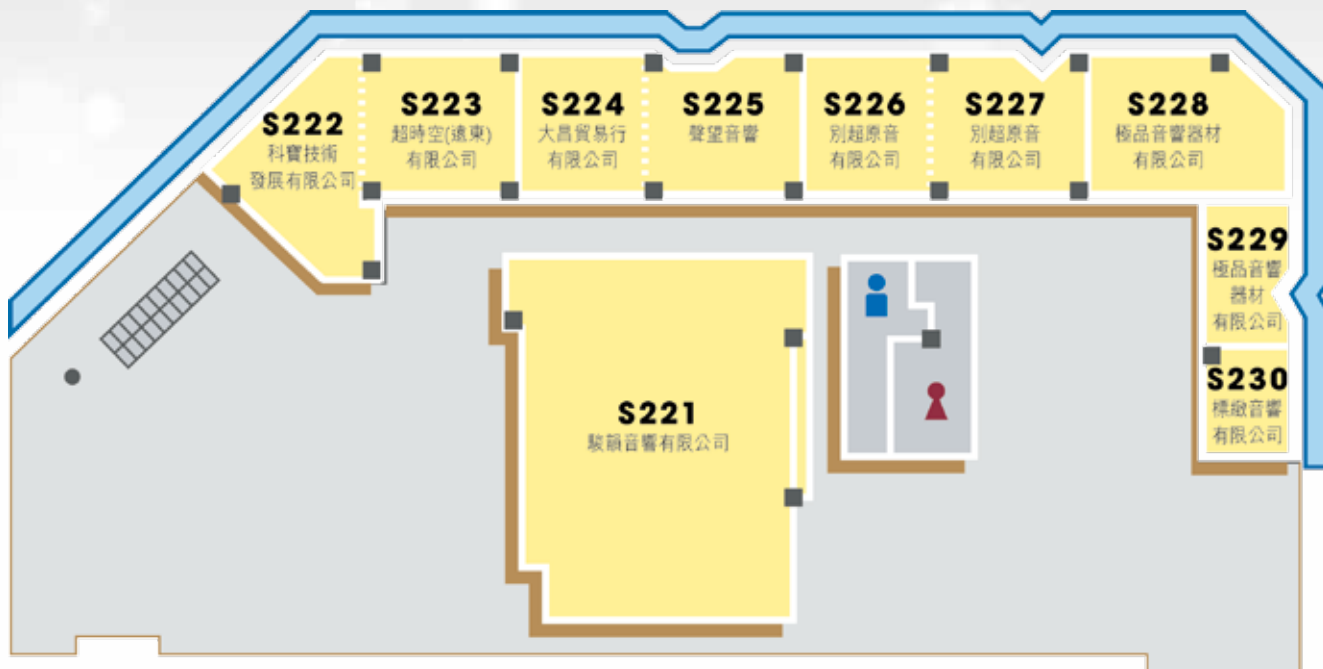 S222
科寶技術
發展有限公司
S223
超時空(遠東)
有限公司
S224
大昌貿易行
有限公司
S225
聲望音響
S226
別超原音
有限公司
S227
別超原音
有限公司
S228
極品音響器材
有限公司
S229
極品音響
器材
有限公司
S230
標緻音響
有限公司
S221
駿韻音響有限公司